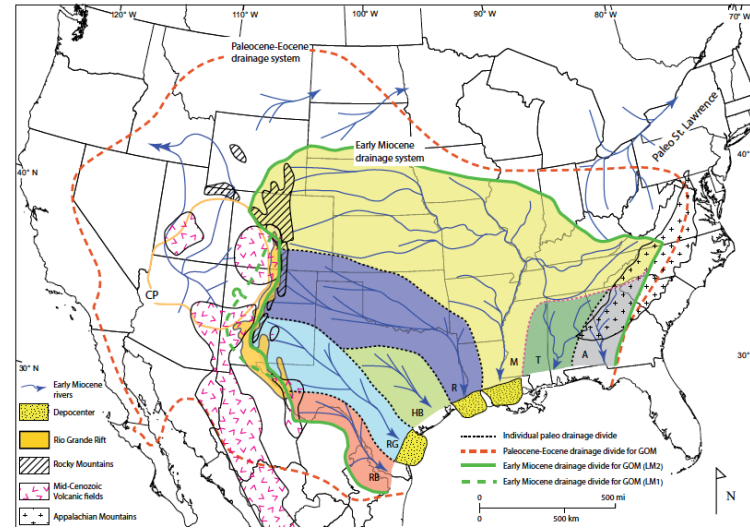 120°W
110°W
100°W
90°W
80°W
70°W
Paleocene-Eocene
drainage system
Early Miocene
drainage system
Paleo St. Lawrence
40°N
40°
30°N
30°
CP
M
T
A
R
HB
RG
RB
Early Miocene
rivers
Depocenter
Rio Grande Rift
Rocky Mountains
Mid-Cenozoic
Volcanic fields
Appalachian Mountains
Individual paleo drainage divide
Paleocene-Eocene drainage divide for GOM
Early Miocene drainage divide for GOM (LM2)
Early Miocene drainage divide for GOM (LM1)
0 500 mi
0 500 km
N